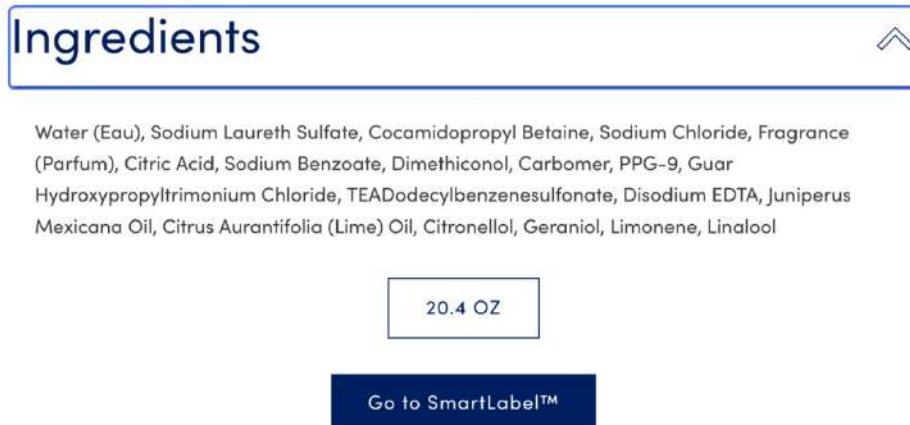 Ingredients
Water (Eau), Sodium Laureth Sulfate, Cocamidopropyl Betaine, Sodium Chloride, Fragrance
(Parfum), Citric Acid, Sodium Benzoate, Dimethiconol, Carbomer, PPG-9, Guar
Hydroxypropyltrimonium Chloride, TEADodecylbenzenesulfonate, Disodium EDTA, Juniperus
Mexicana Oil, Citrus Aurantifolia (Lime) Oil, Citronellol, Geraniol, Limonene, Linalool
20.4 OZ
Go to SmartLabel™